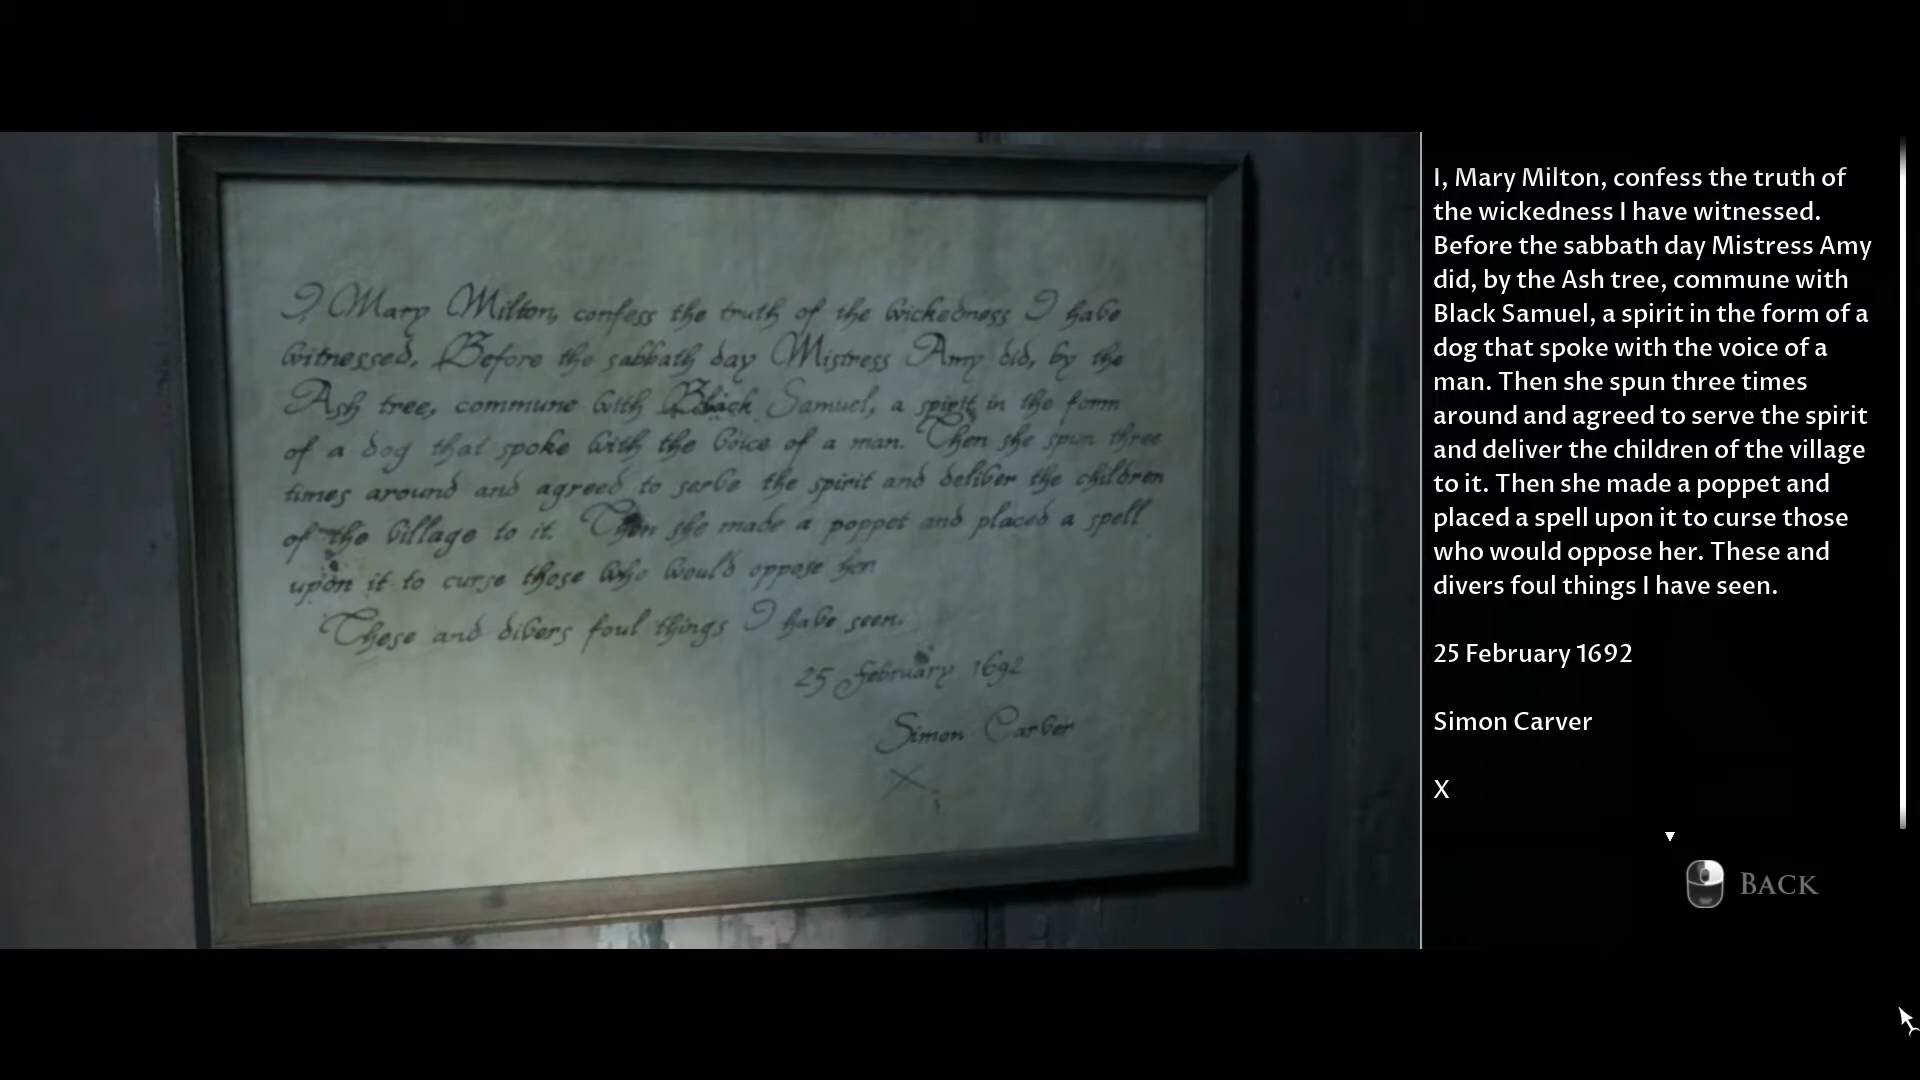 I, Mary Milton, confess the truth of the wickedness I have
witnessed. Before the sabbath day Mistress Amy did, by the
Ash tree, commune with Black Samuel, a spirit in the form
of a dog that spoke with the voice of a man. Then she spun three
times around and agreed to serve the spirit and deliver the children
of the village to it. Then she made a poppet and placed a spell
upon it to curse those who would oppose her.
These and divers foul things I have seen.
25 February 1692
Simon Carver
X
I, Mary Milton, confess the truth of
the wickedness I have witnessed.
Before the sabbath day Mistress Amy
did, by the Ash tree, commune with
Black Samuel, a spirit in the form of a
dog that spoke with the voice of a
man. Then she spun three times
around and agreed to serve the spirit
and deliver the children of the village
to it. Then she made a poppet and
placed a spell upon it to curse those
who would oppose her. These and
divers foul things I have seen.
25 February 1692
Simon Carver
X
BACK